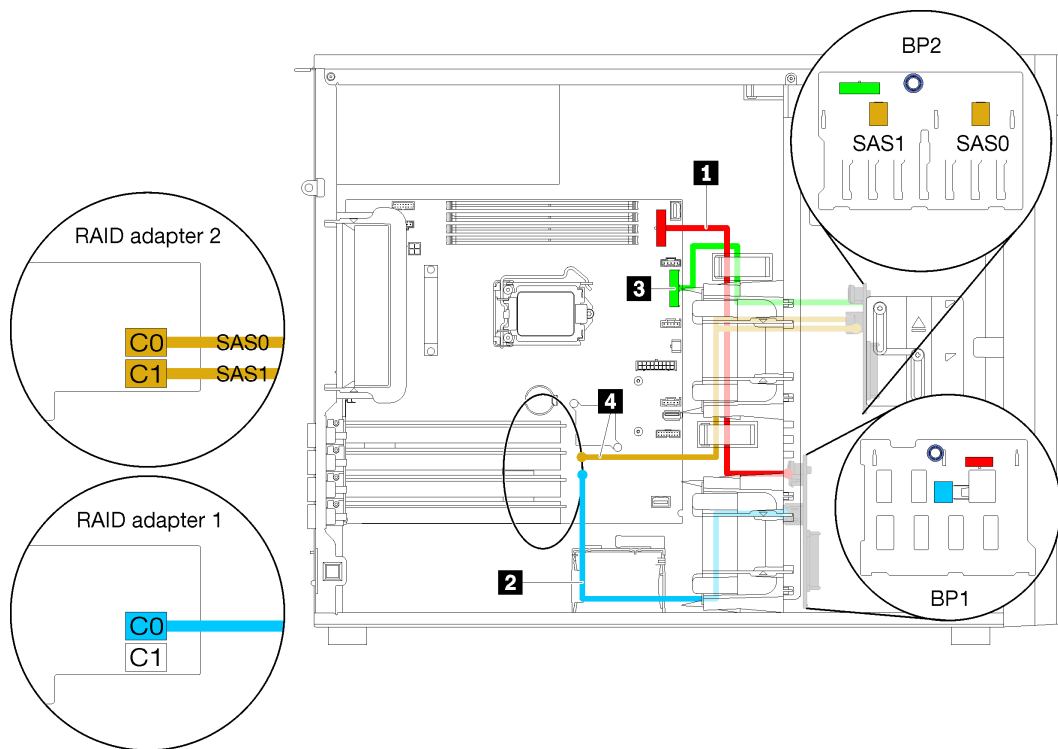 BP2
SAS1 SAS0
1
RAID adapter 2
3
C0 SAS0
C1 SAS1
4
RAID adapter 1
2
BP1
C0
C1